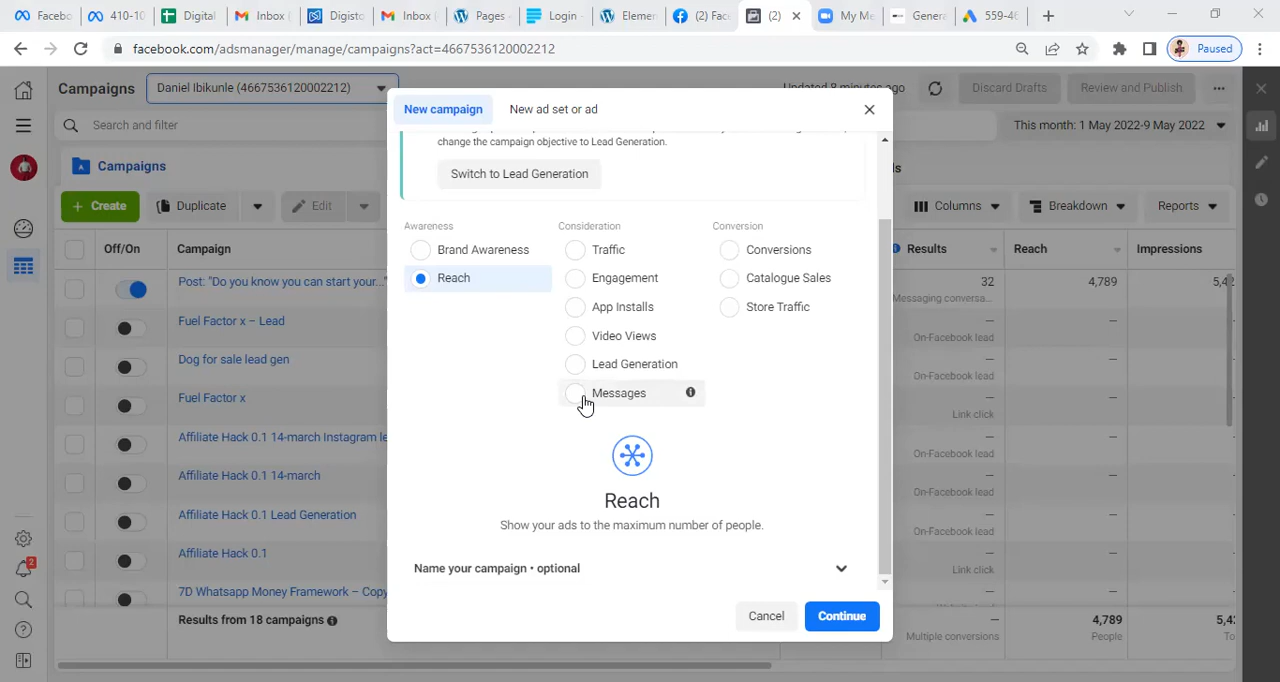 Facebo
410-10
Digital
Inbox (
Digisto
Inbox (
Pages -
Login -
Elemen
(2) Fac
(2)
My Me
Genera
559-46
facebook.com/adsmanager/manage/campaigns?act=4667536120002212
Paused
Campaigns
Daniel Ibikunle (4667536120002212)
Updated 8 minutes ago
Discard Drafts
Review and Publish
Search and filter
This month: 1 May 2022-9 May 2022
Campaigns
Create
Duplicate
Edit
Columns
Breakdown
Reports
Off/On
Campaign
Results
Reach
Impressions
Post: "Do you know you can start your..."
32
4,789
5,4
Messaging conversa...
Fuel Factor x – Lead
—
—
—
On-Facebook lead
Dog for sale lead gen
—
—
—
On-Facebook lead
Fuel Factor x
—
—
—
Link click
Affiliate Hack 0.1 14-march Instagram le
—
—
—
On-Facebook lead
Affiliate Hack 0.1 14-march
—
—
—
On-Facebook lead
Affiliate Hack 0.1 Lead Generation
—
—
—
On-Facebook lead
Affiliate Hack 0.1
—
—
—
Link click
7D Whatsapp Money Framework – Copy
—
—
—
Results from 18 campaigns
—
4,789
5,4
Multiple conversions
People
To
2
New campaign
New ad set or ad
change the campaign objective to Lead Generation.
Switch to Lead Generation
Awareness
Brand Awareness
Reach
Consideration
Traffic
Engagement
App Installs
Video Views
Lead Generation
Messages
Conversion
Conversions
Catalogue Sales
Store Traffic
Reach
Show your ads to the maximum number of people.
Name your campaign • optional
Cancel
Continue